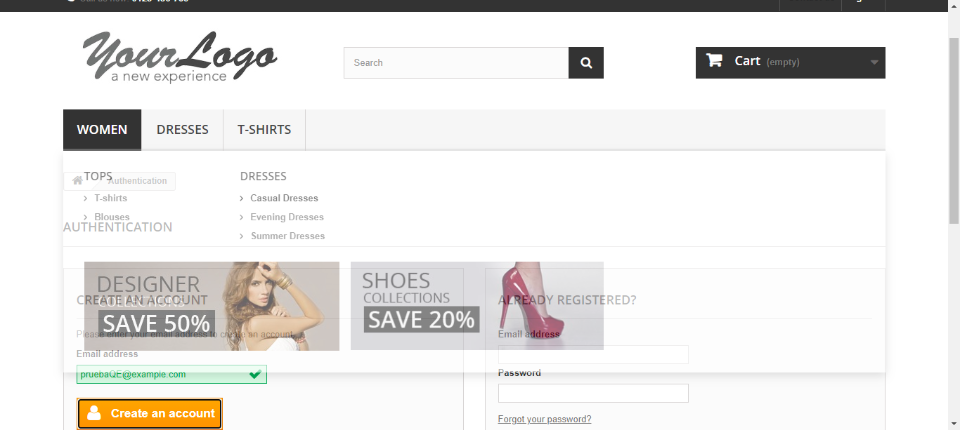 YourLogo
a new experience
Search
Cart (empty)
WOMEN
DRESSES
T-SHIRTS
TOPS
DRESSES
Authentication
T-shirts
Casual Dresses
Blouses
Evening Dresses
AUTHENTICATION
Summer Dresses
DESIGNER
SAVE 50%
SHOES
COLLECTIONS
SAVE 20%
CREATE AN ACCOUNT
ALREADY REGISTERED?
Please enter your email address to create an account.
Email address
Email address
pruebaQE@example.com
Password
Create an account
Forgot your password?